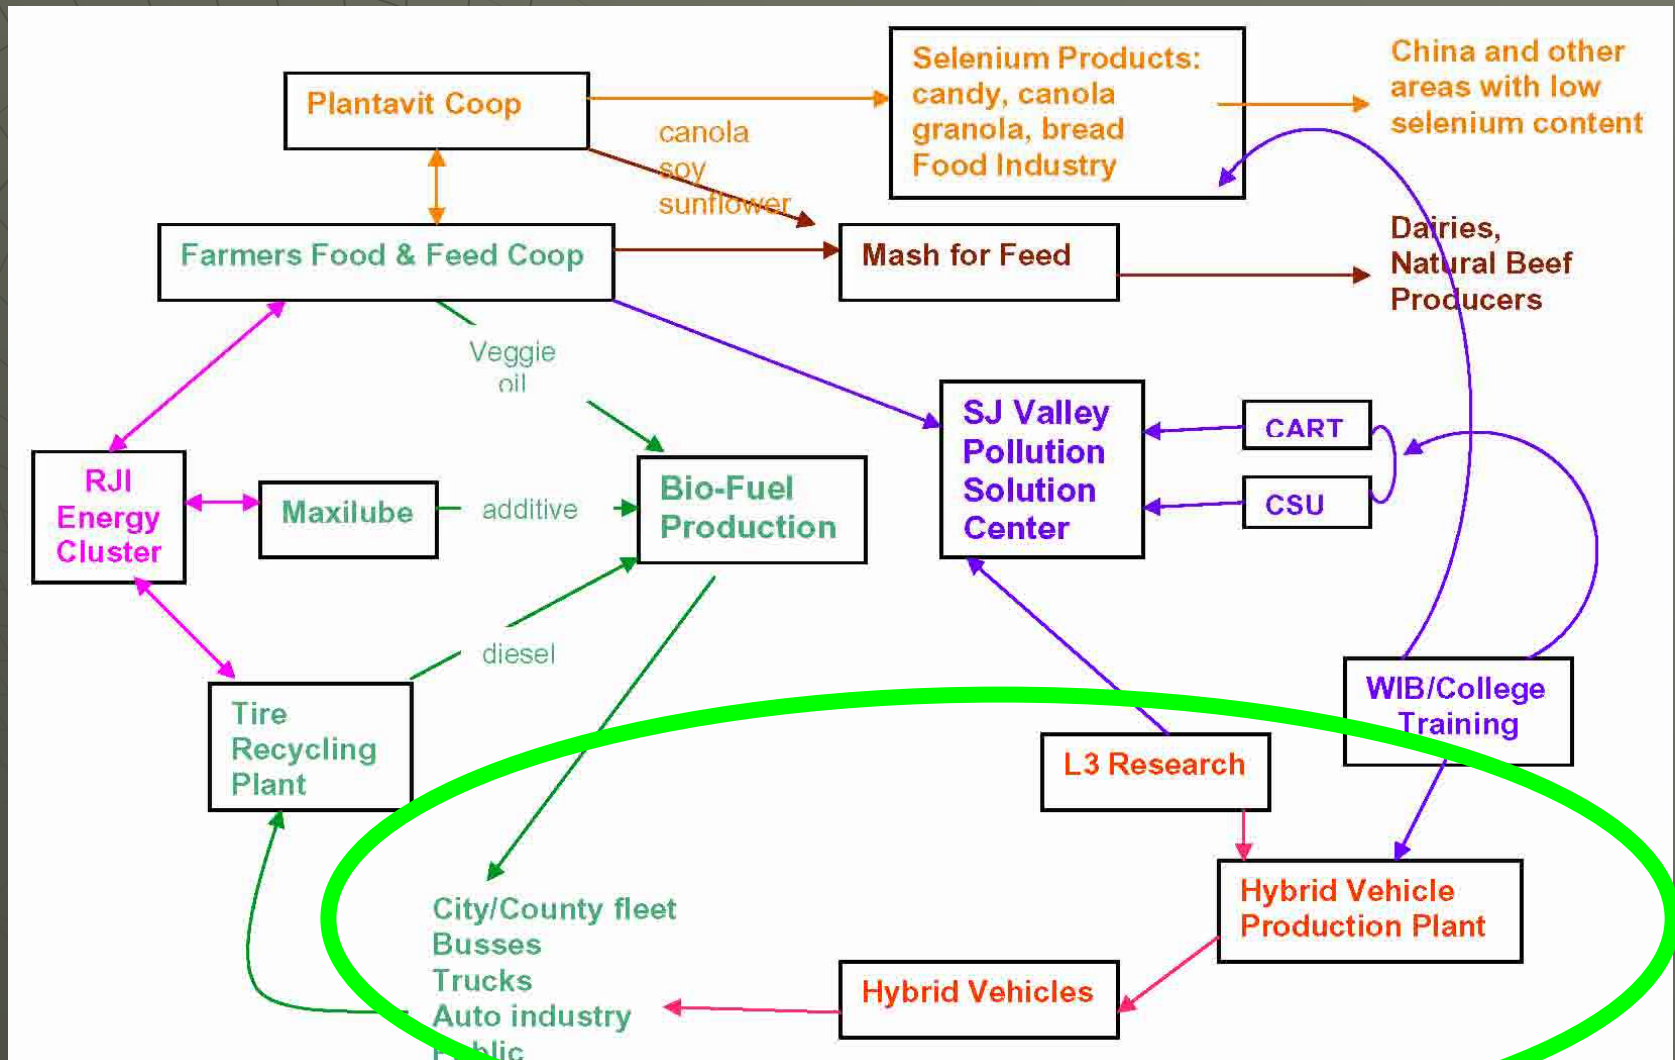 Plantavit Coop
Selenium Products:
candy, canola
granola, bread
Food Industry
China and other
areas with low
selenium content
canola
soy
sunflower
Farmers Food & Feed Coop
Mash for Feed
Dairies,
Natural Beef
Producers
Veggie
oil
SJ Valley
Pollution
Solution
Center
CART
CSU
RJI
Energy
Cluster
Maxilube
additive
Bio-Fuel
Production
diesel
Tire
Recycling
Plant
WIB/College
Training
L3 Research
Hybrid Vehicle
Production Plant
City/County fleet
Busses
Trucks
Auto industry
Public
Hybrid Vehicles